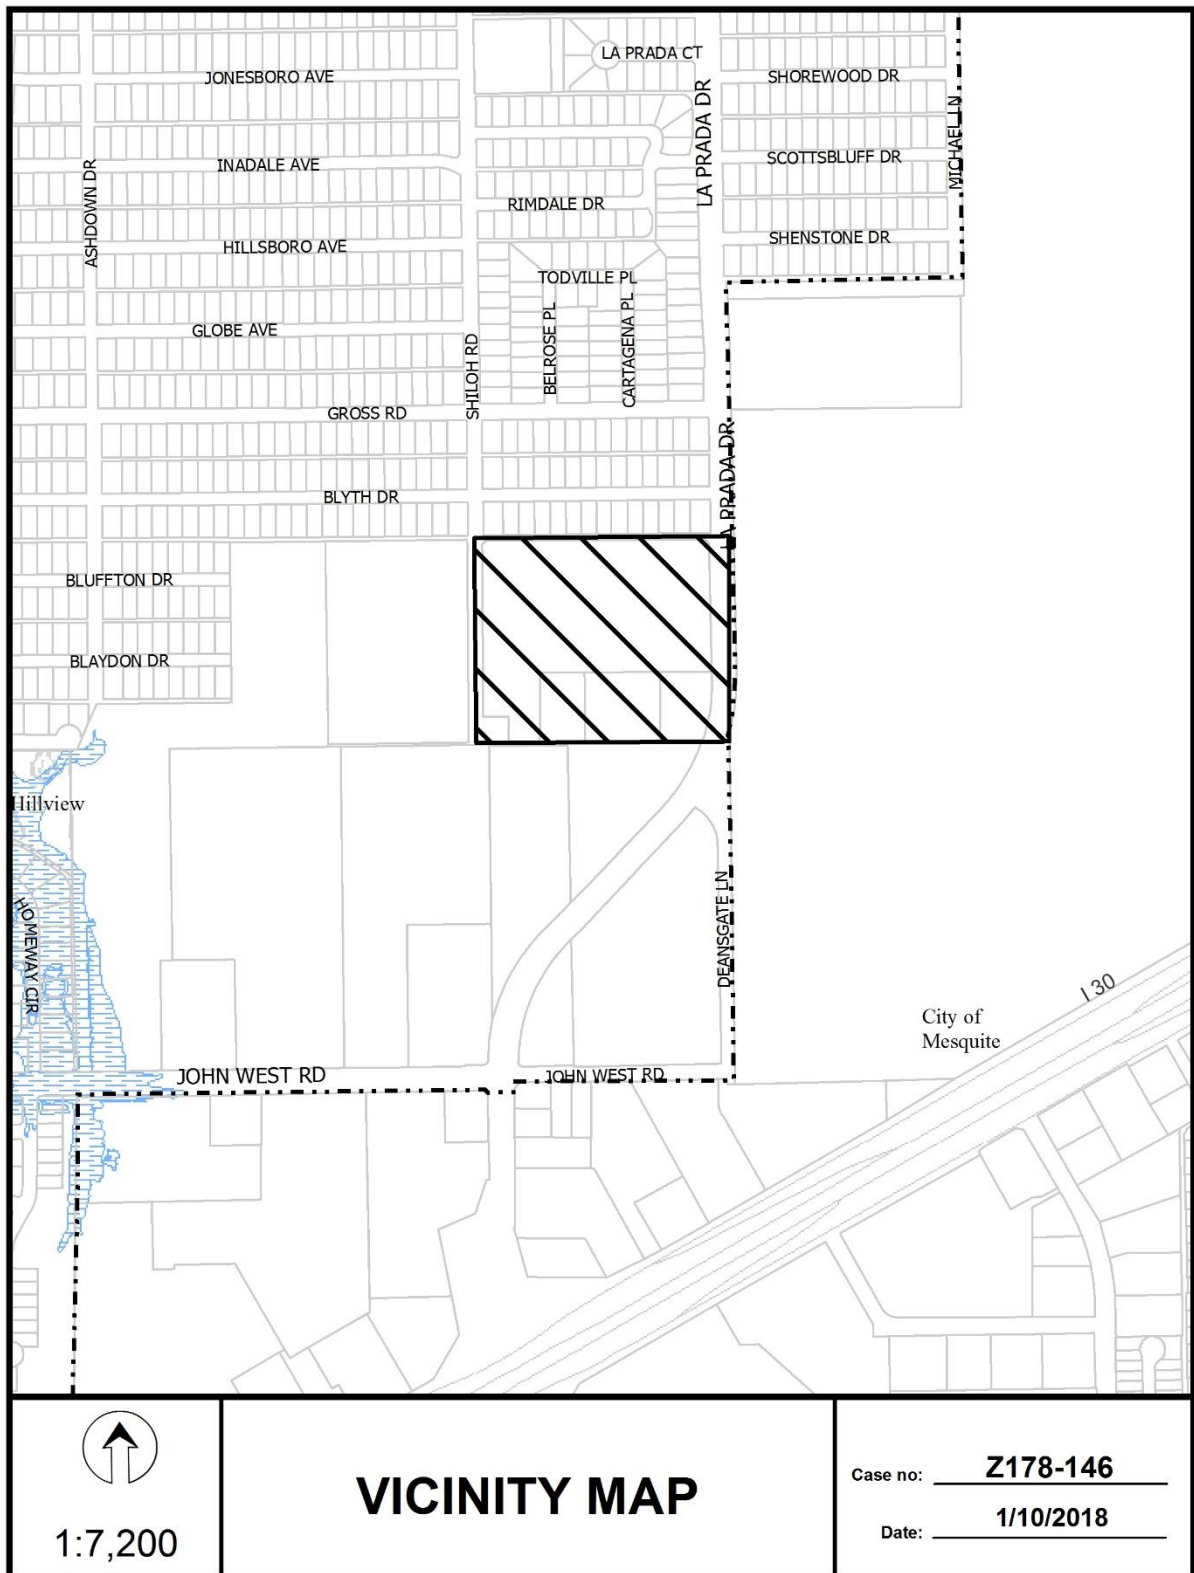 LA PRADA CT
JONESBORO AVE
SHOREWOOD DR
LA PRADA DR
MICHAEL LN
INADALE AVE
SCOTTSBLUFF DR
ASHDOWN DR
RIMDALE DR
HILLSBORO AVE
SHENSTONE DR
TODVILLE PL
GLOBE AVE
SHILOH RD
BELROSE PL
CARTAGENA PL
GROSS RD
LA PRADA DR
BLYTH DR
BLUFFTON DR
BLAYDON DR
Hillview
HOMEWAY CIR
DEANSGATE LN
I 30
City of
Mesquite
JOHN WEST RD
JOHN WEST RD
1:7,200
VICINITY MAP
Case no: Z178-146
Date: 1/10/2018